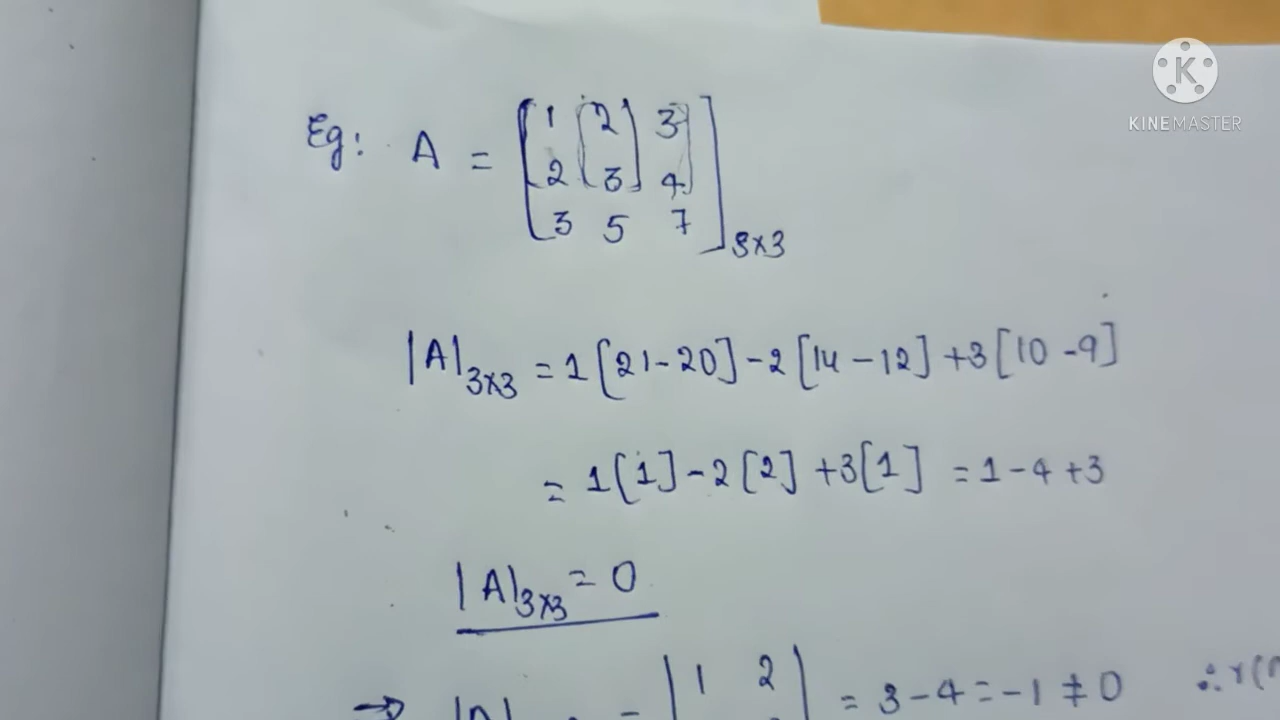 KINEMASTER
Eg: A = [1 2 3
2 3 4
3 5 7] 3×3
|A|3×3 = 1[21-20]-2[14-12]+3[10-9]
= 1[1]-2[2]+3[1] = 1-4+3
|A|3×3 = 0
→ |A| = |1 2| = 3-4=-1≠0 ∴ r(